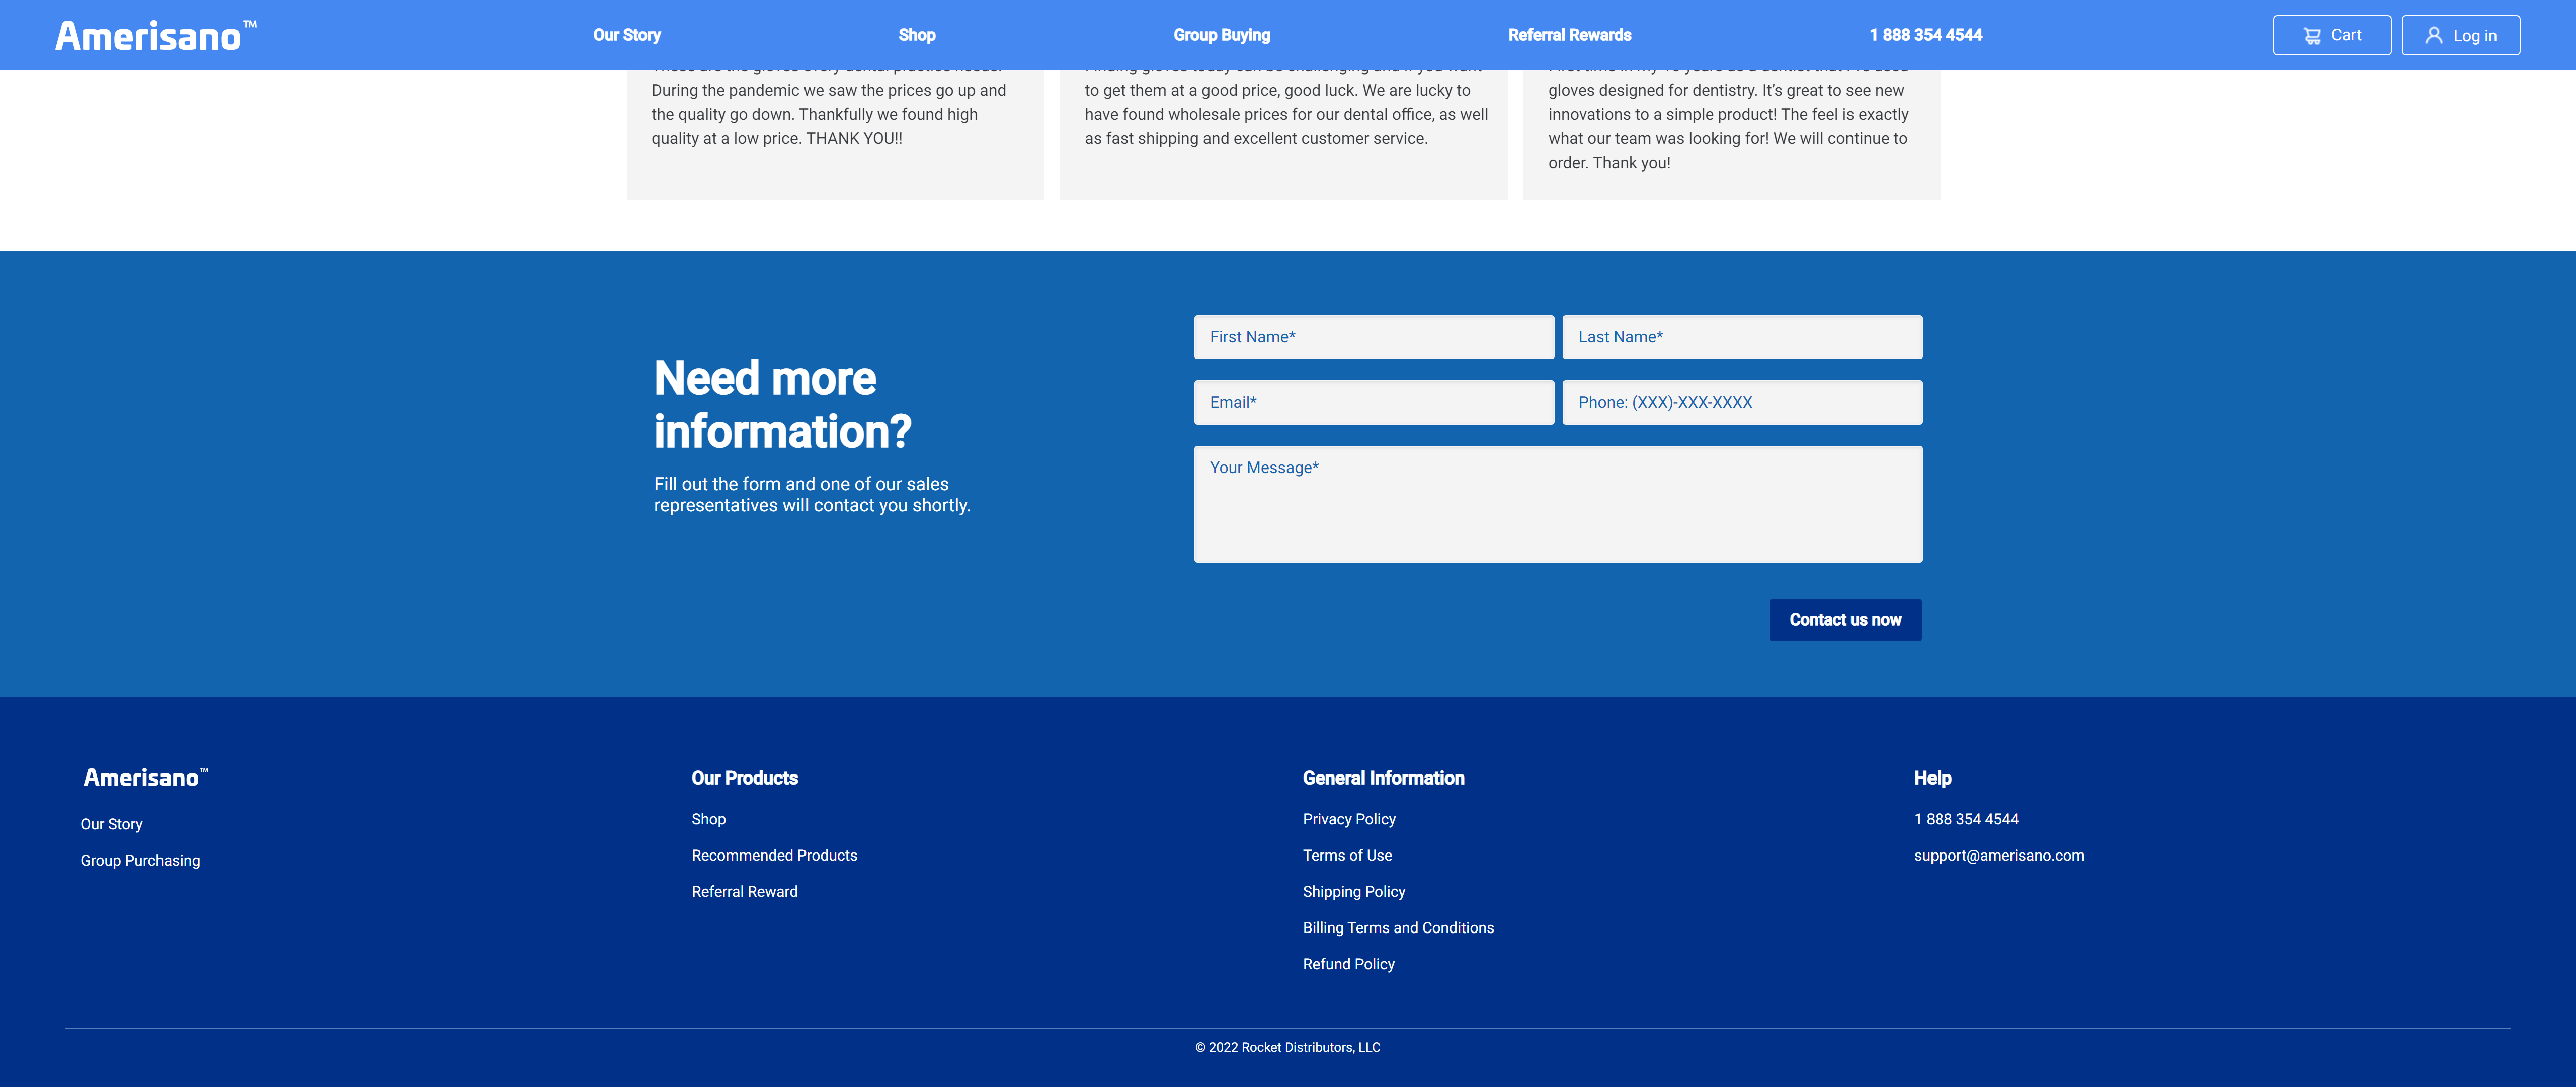 Amerisano™
Our Story
Shop
Group Buying
Referral Rewards
1 888 354 4544
Cart
Log in
During the pandemic we saw the prices go up and
the quality go down. Thankfully we found high
quality at a low price. THANK YOU!!
to get them at a good price, good luck. We are lucky to
have found wholesale prices for our dental office, as well
as fast shipping and excellent customer service.
gloves designed for dentistry. It’s great to see new
innovations to a simple product! The feel is exactly
what our team was looking for! We will continue to
order. Thank you!
Need more
information?
Fill out the form and one of our sales
representatives will contact you shortly.
First Name*
Last Name*
Email*
Phone: (XXX)-XXX-XXXX
Your Message*
Contact us now
Amerisano™
Our Story
Group Purchasing
Our Products
Shop
Recommended Products
Referral Reward
General Information
Privacy Policy
Terms of Use
Shipping Policy
Billing Terms and Conditions
Refund Policy
Help
1 888 354 4544
support@amerisano.com
© 2022 Rocket Distributors, LLC